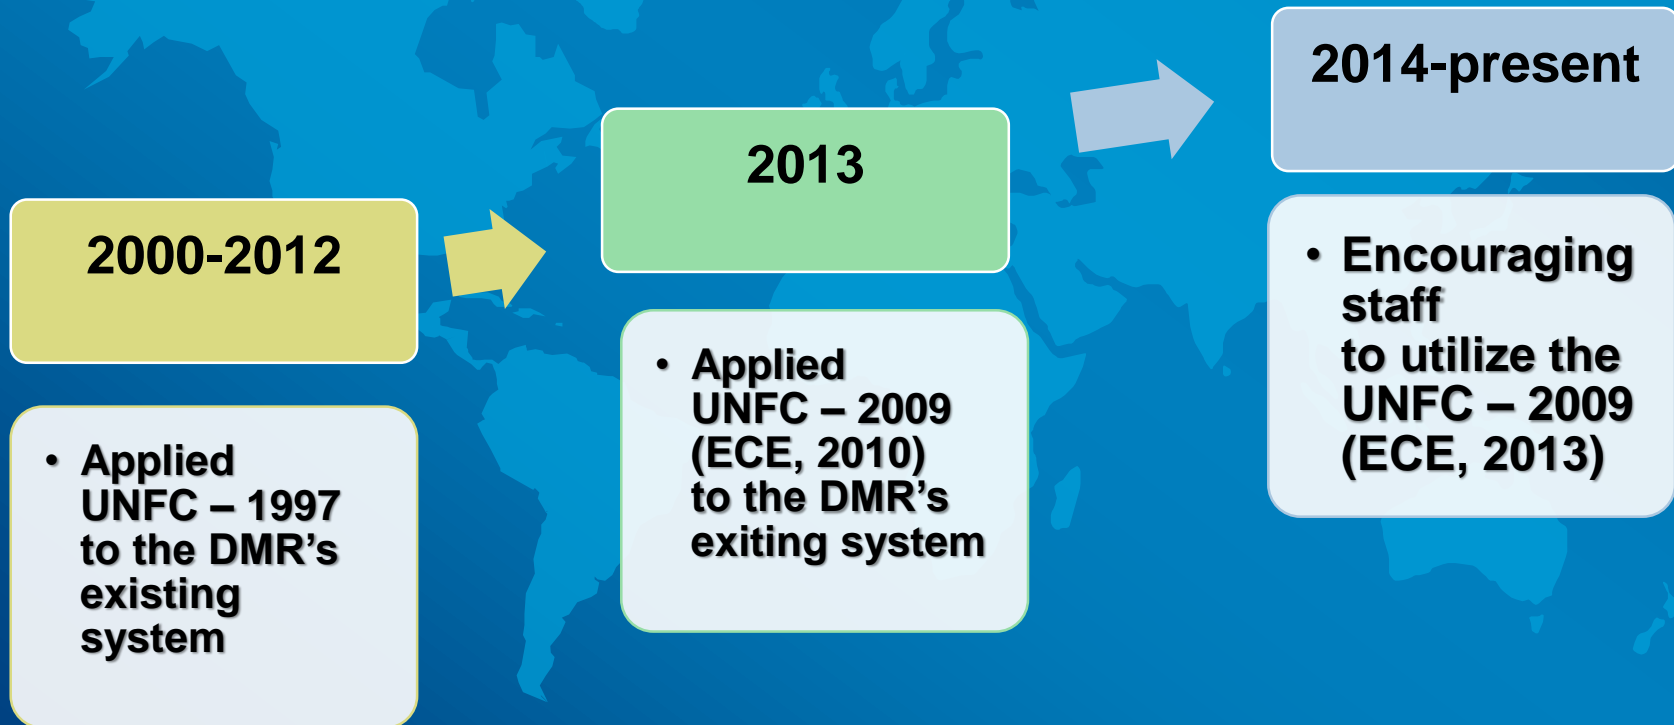 2000-2012
• Applied
UNFC – 1997
to the DMR’s
existing
system
2013
• Applied
UNFC – 2009
(ECE, 2010)
to the DMR’s
exiting system
2014-present
• Encouraging
staff
to utilize the
UNFC – 2009
(ECE, 2013)